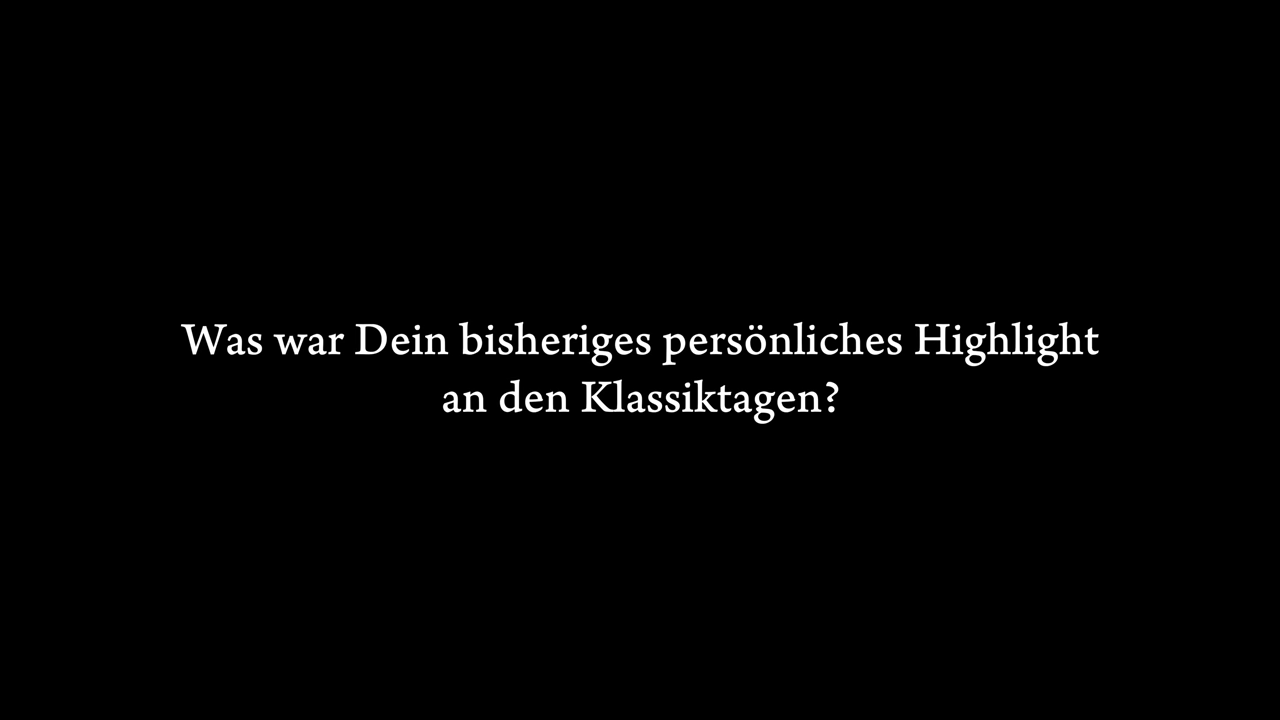 Was war Dein bisheriges persönliches Highlight
an den Klassiktagen?